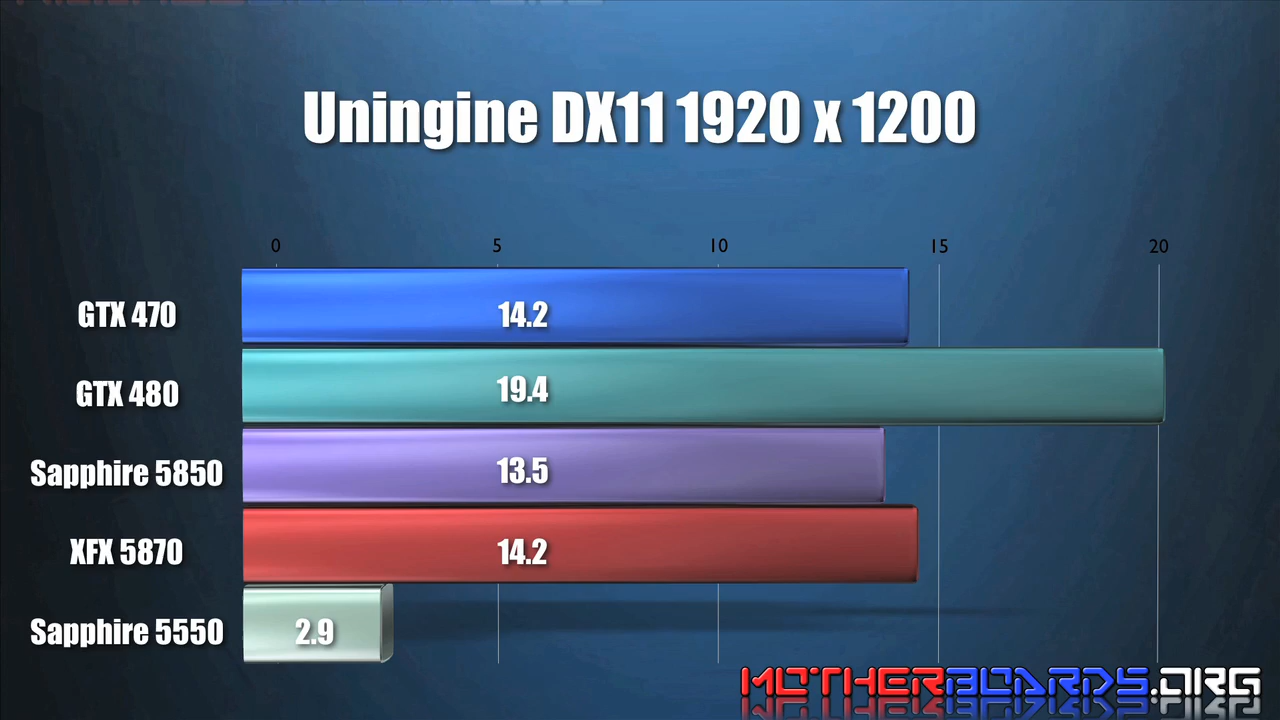 Uningine DX11 1920 x 1200
0 5 10 15 20
GTX 470 14.2
GTX 480 19.4
Sapphire 5850 13.5
XFX 5870 14.2
Sapphire 5550 2.9
MOTHERBOARDS.ORG